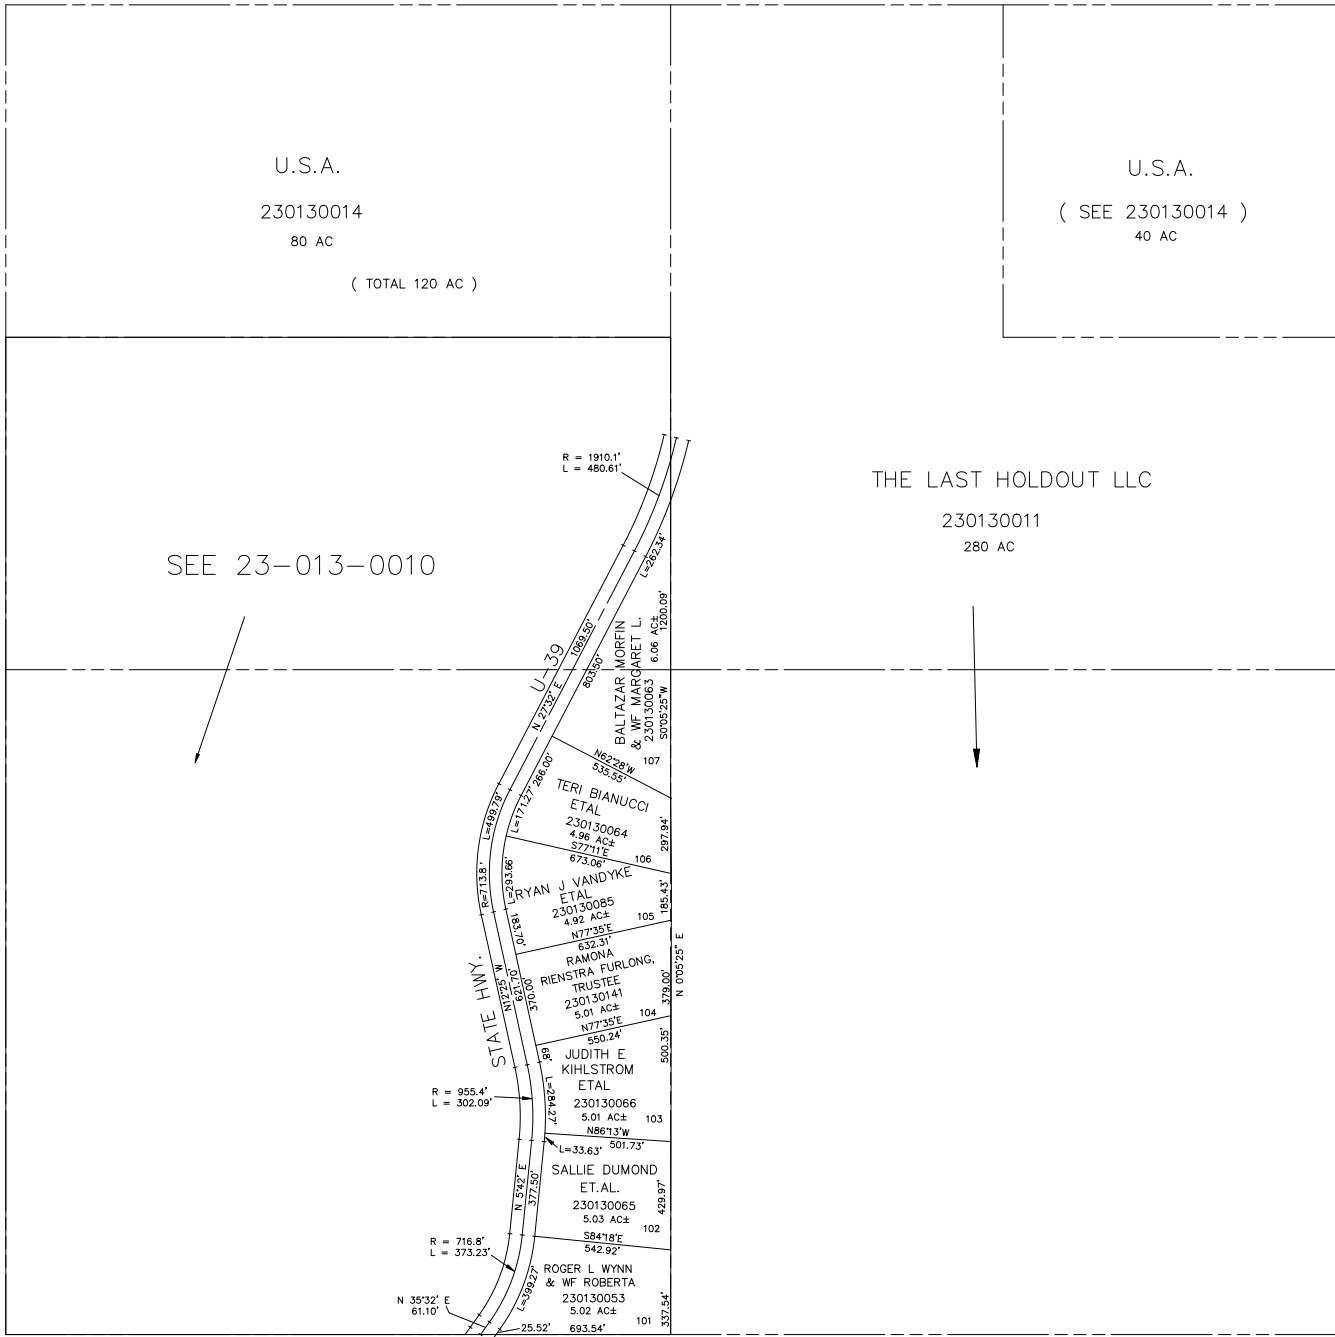 U.S.A.
230130014
80 AC
( TOTAL 120 AC )
U.S.A.
( SEE 230130014 )
40 AC
R = 1910.1'
L = 480.61'
THE LAST HOLDOUT LLC
230130011
280 AC
SEE 23-013-0010
L=262.34'
U-39
1069.50'
N 27°32' E
803.50'
BALTAZAR MORFIN
& WF MARGARET L.
230130063
6.06 AC±
S0°05'25"W
1200.09'
107
N62°28'W
535.55'
266.00'
L=171.27'
L=499.79'
R=713.8'
TERI BIANUCCI
ETAL
230130064
4.96 AC±
106
297.94'
S77°11'E
673.06'
L=293.66'
RYAN J VANDYKE
ETAL
230130085
4.92 AC±
105
185.43'
183.70'
N77°35'E
632.31'
N 0°05'25" E
RAMONA
RIENSTRA FURLONG,
TRUSTEE
230130141
5.01 AC±
104
379.00'
STATE HWY.
N12°25' W
621.70'
370.00'
N77°35'E
550.24'
500.35'
68'
JUDITH E
KIHLSTROM
ETAL
230130066
5.01 AC±
103
L=284.27'
R = 955.4'
L = 302.09'
N86°13'W
501.73'
L=33.63'
SALLIE DUMOND
ET.AL.
230130065
5.03 AC±
102
429.97'
N 5°42' E
377.50'
S84°18'E
542.92'
R = 716.8'
L = 373.23'
ROGER L WYNN
& WF ROBERTA
230130053
5.02 AC±
101
337.54'
L=399.27'
N 35°32' E
61.10'
25.52'
693.54'